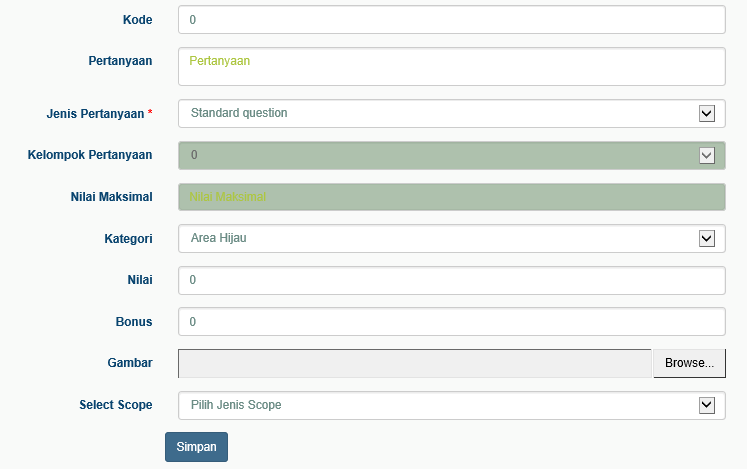 Kode 0
Pertanyaan Pertanyaan
Jenis Pertanyaan * Standard question
Kelompok Pertanyaan 0
Nilai Maksimal Nilai Maksimal
Kategori Area Hijau
Nilai 0
Bonus 0
Gambar Browse...
Select Scope Pilih Jenis Scope
Simpan